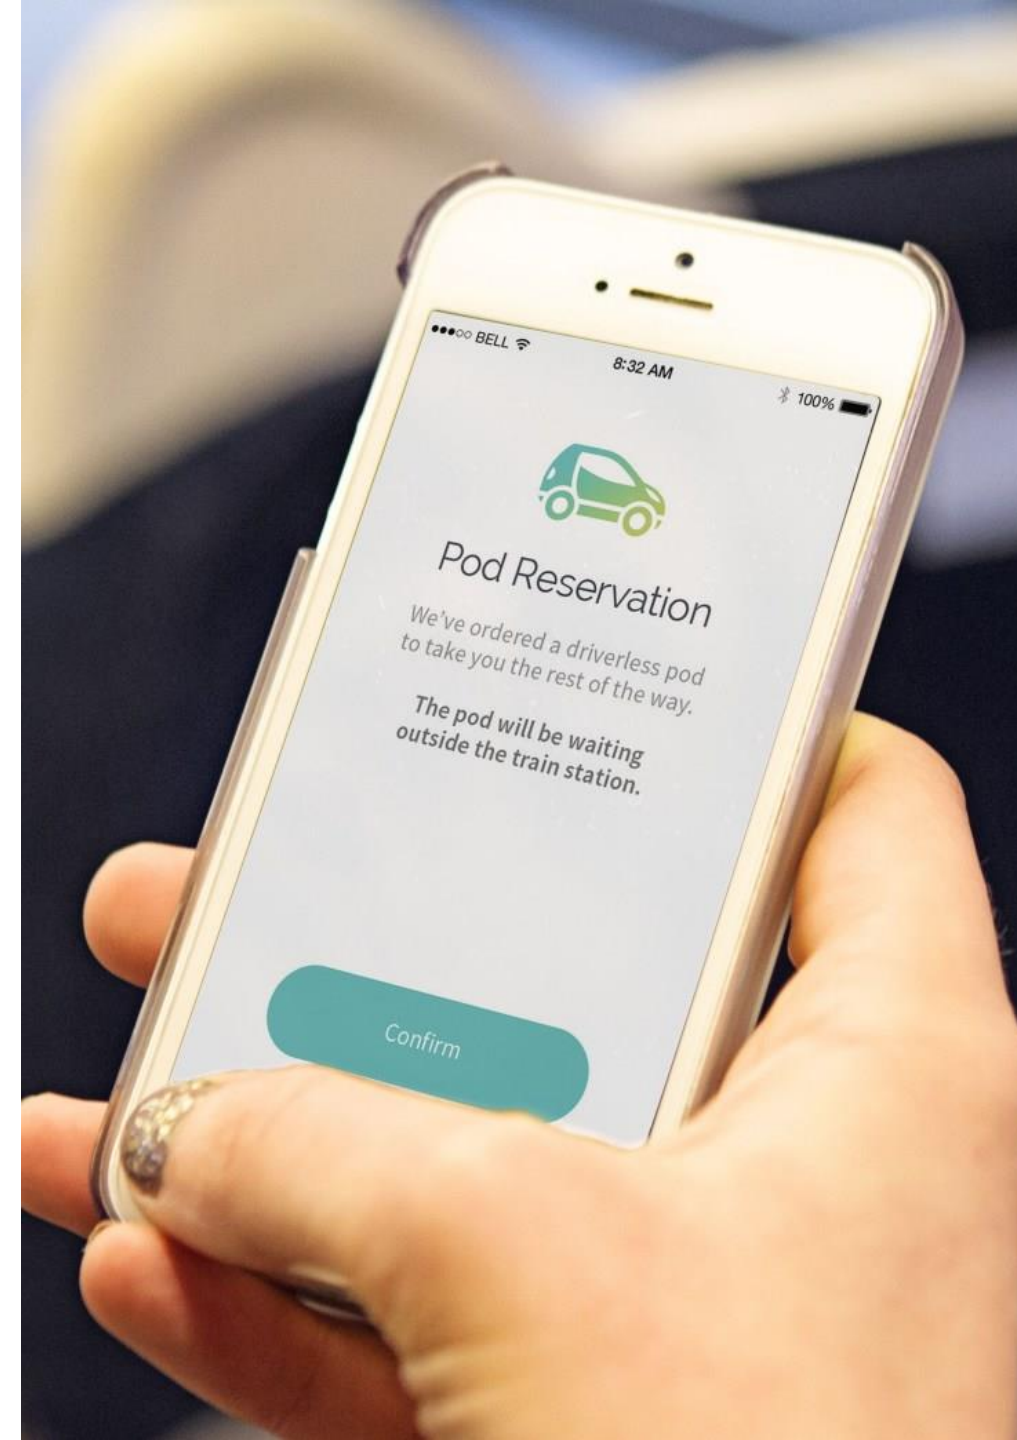 BELL
8:32 AM
100%
Pod Reservation
We've ordered a driverless pod
to take you the rest of the way.
The pod will be waiting
outside the train station.
Confirm